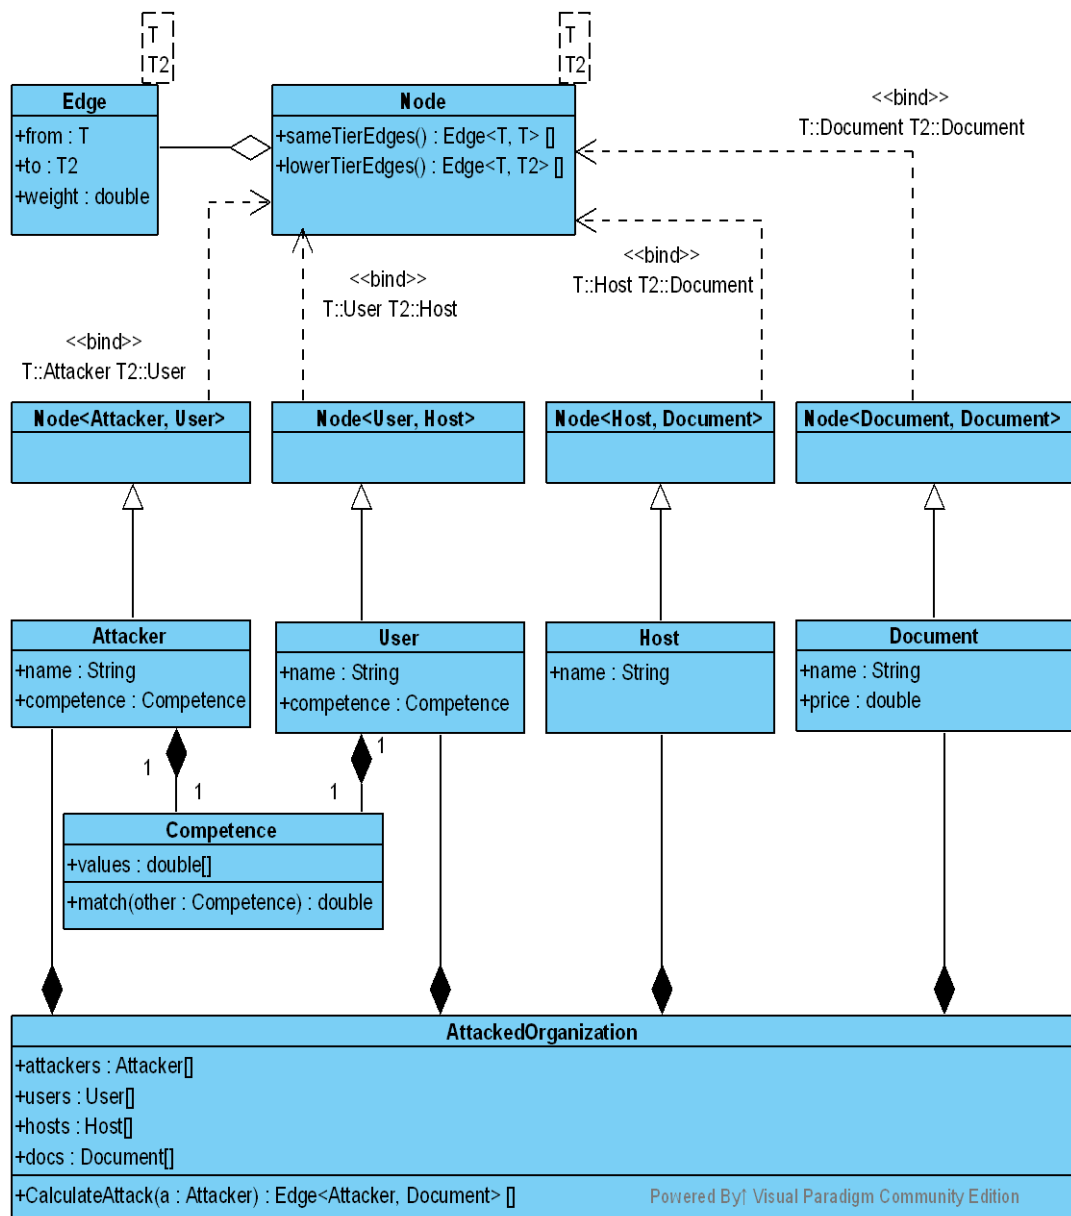 T
T2
T
T2
Edge
+from : T
+to : T2
+weight : double
Node
+sameTierEdges() : Edge<T, T> []
+lowerTierEdges() : Edge<T, T2> []
<<bind>>
T::Document T2::Document
<<bind>>
T::Host T2::Document
<<bind>>
T::User T2::Host
<<bind>>
T::Attacker T2::User
Node<Attacker, User>
Node<User, Host>
Node<Host, Document>
Node<Document, Document>
Attacker
+name : String
+competence : Competence
User
+name : String
+competence : Competence
Host
+name : String
Document
+name : String
+price : double
1
1
1
1
Competence
+values : double[]
+match(other : Competence) : double
AttackedOrganization
+attackers : Attacker[]
+users : User[]
+hosts : Host[]
+docs : Document[]
+CalculateAttack(a : Attacker) : Edge<Attacker, Document> []
Powered By↑ Visual Paradigm Community Edition